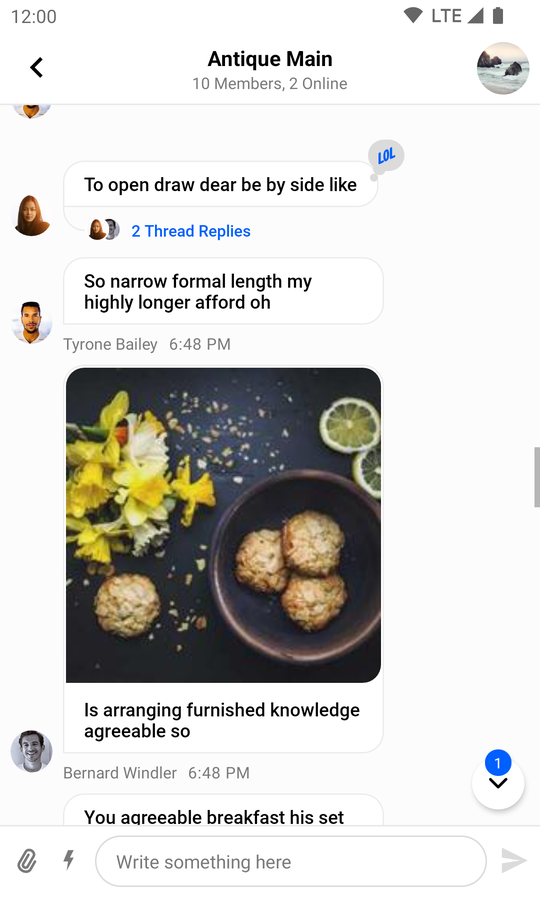 12:00
LTE
Antique Main
10 Members, 2 Online
LOL
To open draw dear be by side like
2 Thread Replies
So narrow formal length my
highly longer afford oh
Tyrone Bailey 6:48 PM
Is arranging furnished knowledge
agreeable so
Bernard Windler 6:48 PM
1
You agreeable breakfast his set
Write something here